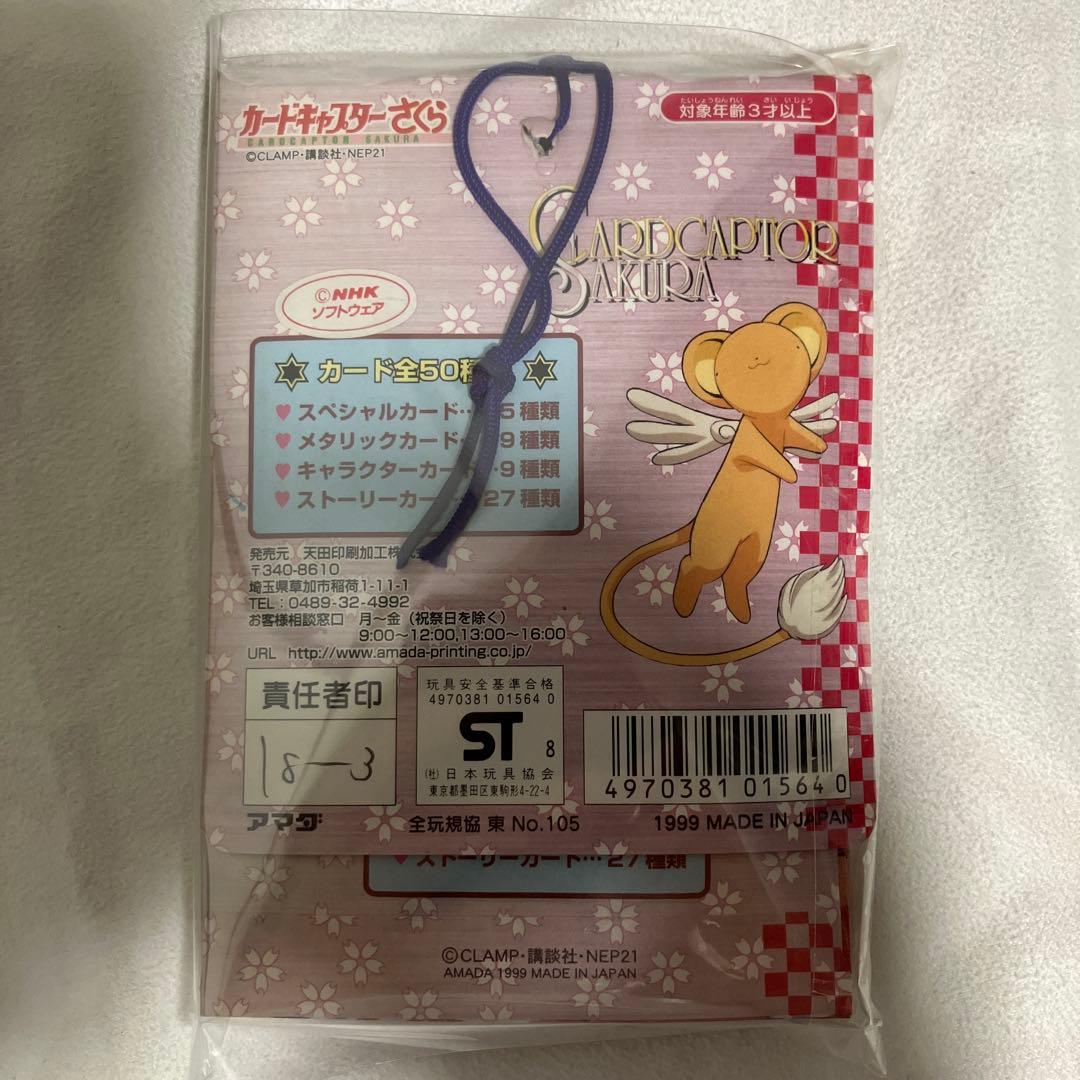 カードキャプターさくら
CARDCAPTOR SAKURA
©CLAMP・講談社・NEP21
たいしょうねんれい さい いじょう
対象年齢3才以上
CARDCAPTOR
SAKURA
©NHK
ソフトウェア
カード全50種
♥ スペシャルカード…5種類
♥ メタリックカード…9種類
♥ キャラクターカード…9種類
♥ ストーリーカード…27種類
発売元 天田印刷加工株式会
〒340-8610
埼玉県草加市稲荷1-11-1
TEL:0489-32-4992
お客様相談窓口 月〜金(祝祭日を除く)
9:00〜12:00,13:00〜16:00
URL http://www.amada-printing.co.jp/
責任者印
18-3
玩具安全基準合格
4970381 01564 0
ST 8
(社)日本玩具協会
東京都墨田区東駒形4-22-4
4970381 015640
アマダ
全玩規協 東 No.105
1999 MADE IN JAPAN
♥ ストーリーカード…27種類
©CLAMP・講談社・NEP21
AMADA 1999 MADE IN JAPAN